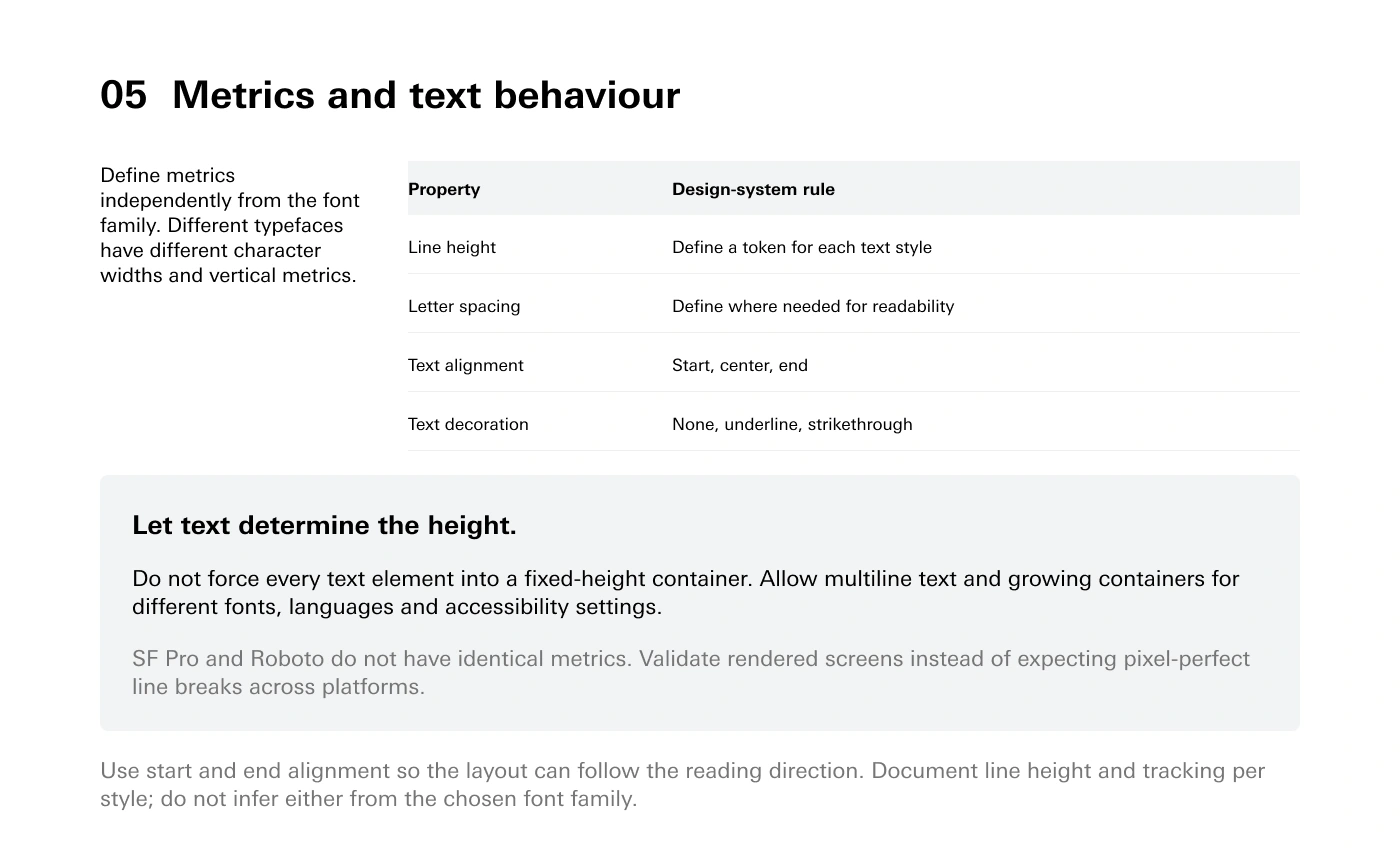 05 Metrics and text behaviour
Define metrics
independently from the font
family. Different typefaces
have different character
widths and vertical metrics.
Property Design-system rule
Line height Define a token for each text style
Letter spacing Define where needed for readability
Text alignment Start, center, end
Text decoration None, underline, strikethrough
Let text determine the height.
Do not force every text element into a fixed-height container. Allow multiline text and growing containers for
different fonts, languages and accessibility settings.
SF Pro and Roboto do not have identical metrics. Validate rendered screens instead of expecting pixel-perfect
line breaks across platforms.
Use start and end alignment so the layout can follow the reading direction. Document line height and tracking per
style; do not infer either from the chosen font family.